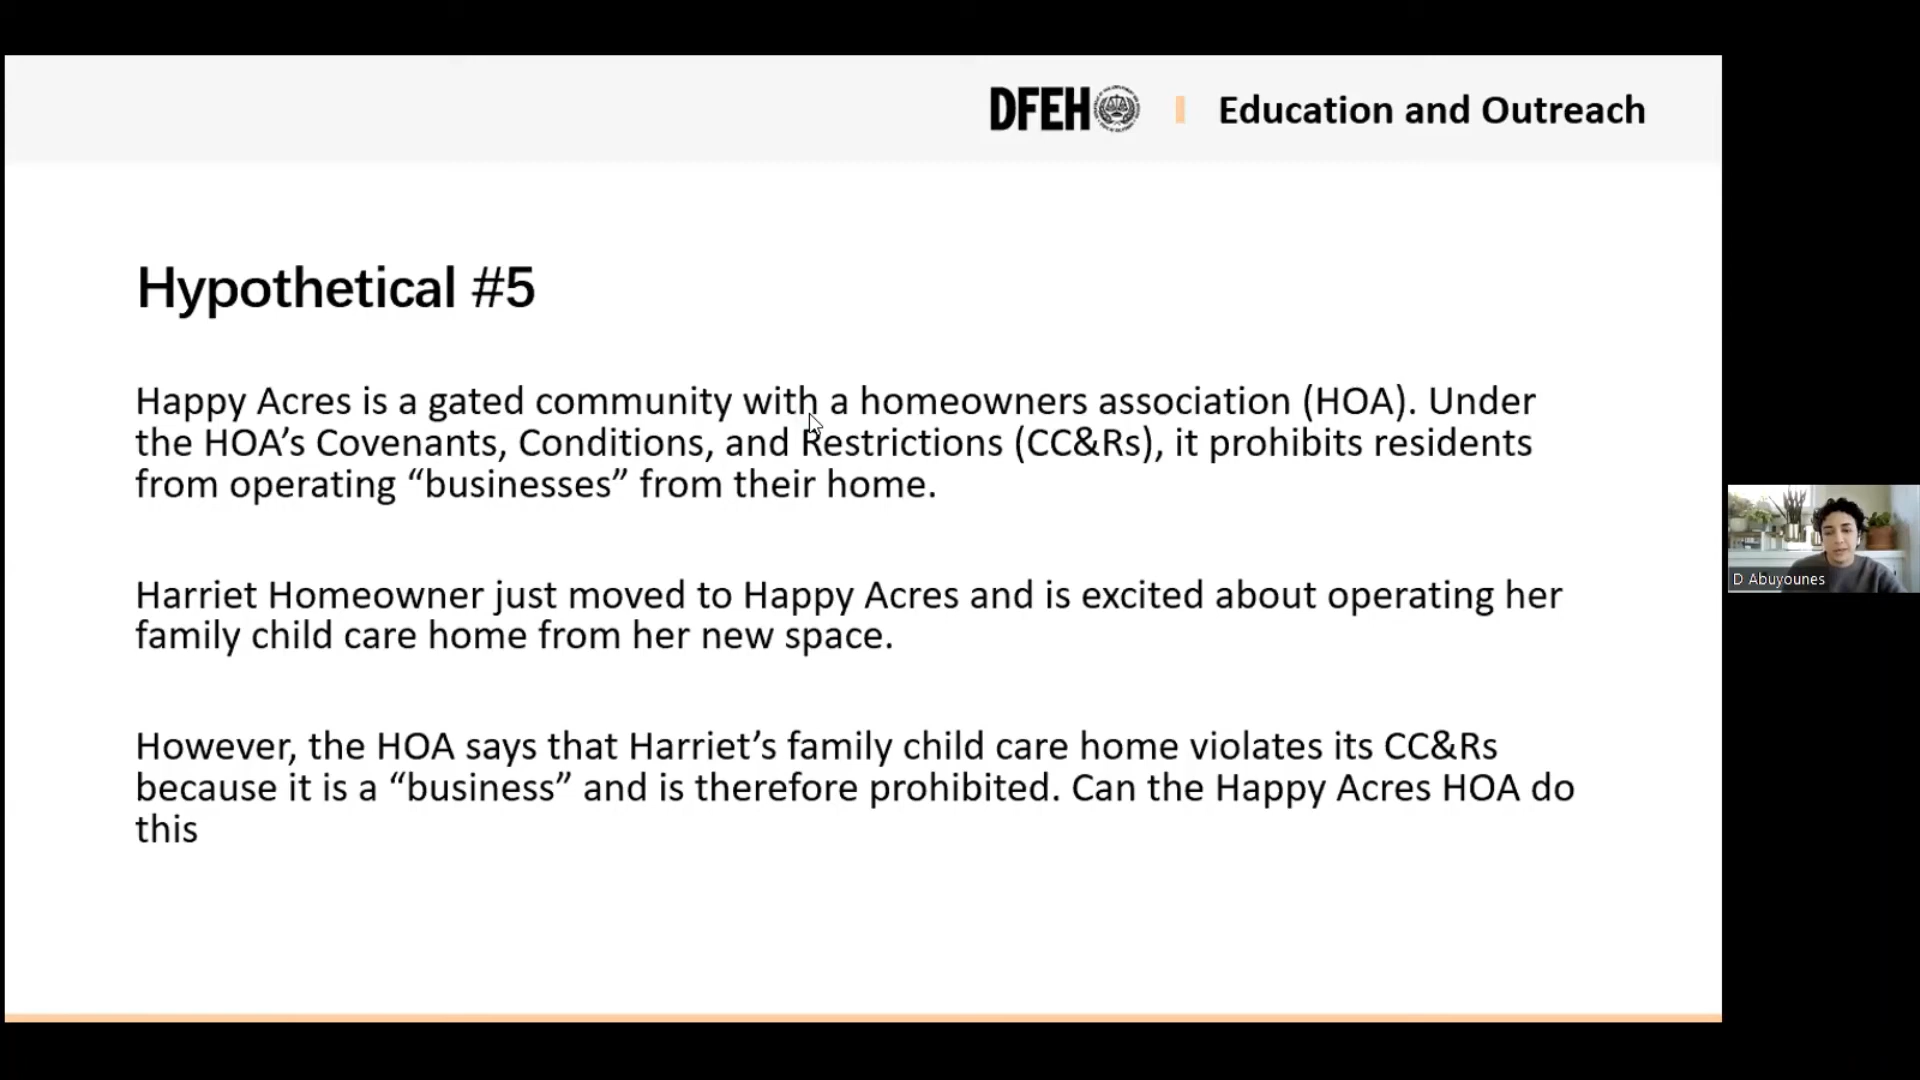 DFEH Education and Outreach
Hypothetical #5
Happy Acres is a gated community with a homeowners association (HOA). Under
the HOA’s Covenants, Conditions, and Restrictions (CC&Rs), it prohibits residents
from operating “businesses” from their home.
Harriet Homeowner just moved to Happy Acres and is excited about operating her
family child care home from her new space.
However, the HOA says that Harriet’s family child care home violates its CC&Rs
because it is a “business” and is therefore prohibited. Can the Happy Acres HOA do
this
D Abuyounes